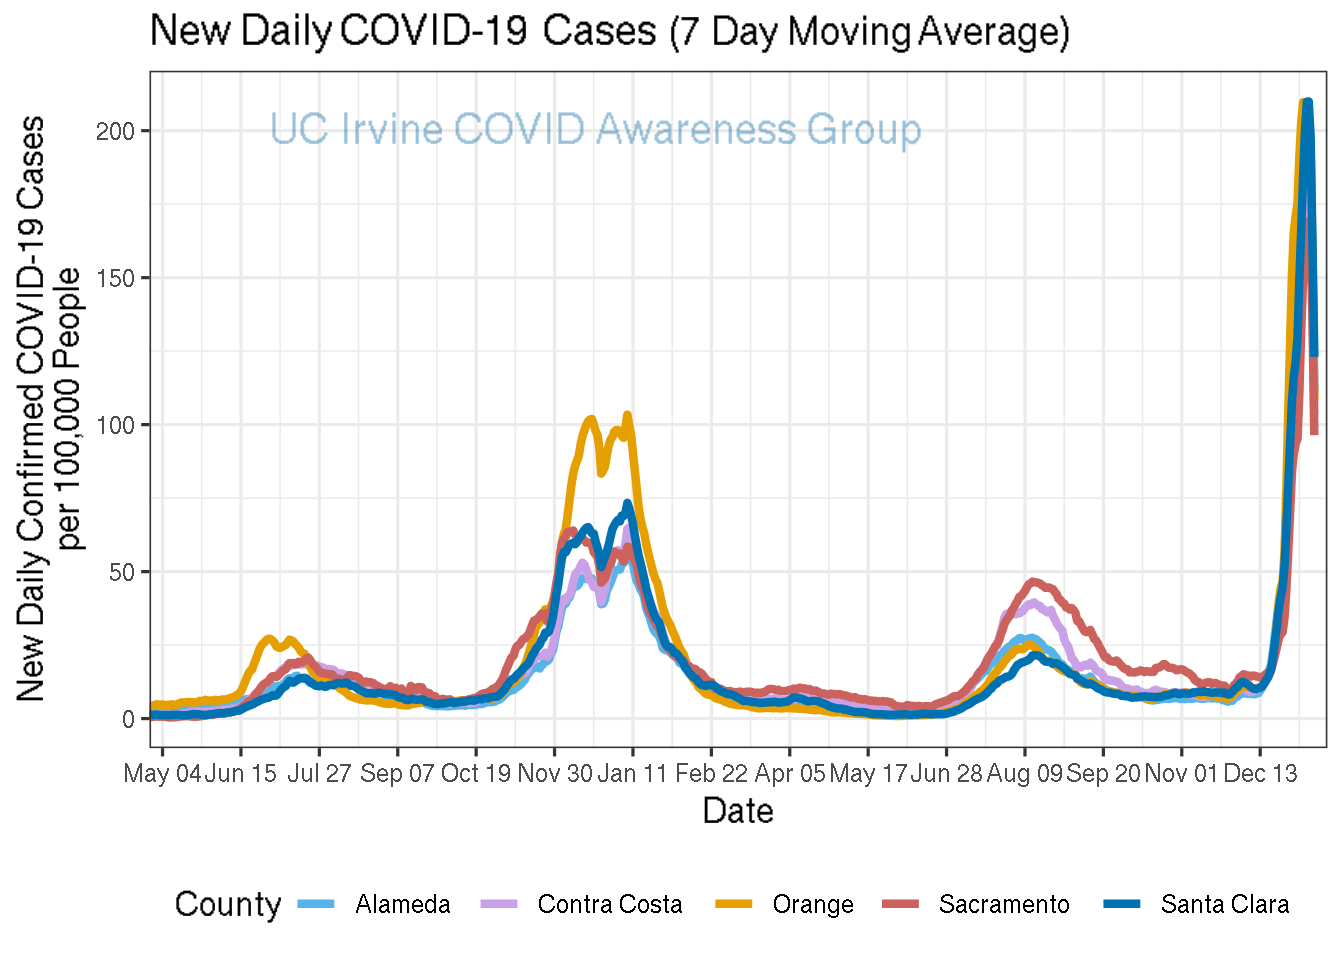 New Daily COVID-19 Cases (7 Day Moving Average)
UC Irvine COVID Awareness Group
New Daily Confirmed COVID-19 Cases
per 100,000 People
200
150
100
50
0
May 04 Jun 15 Jul 27 Sep 07 Oct 19 Nov 30 Jan 11 Feb 22 Apr 05 May 17 Jun 28 Aug 09 Sep 20 Nov 01 Dec 13
Date
County Alameda Contra Costa Orange Sacramento Santa Clara